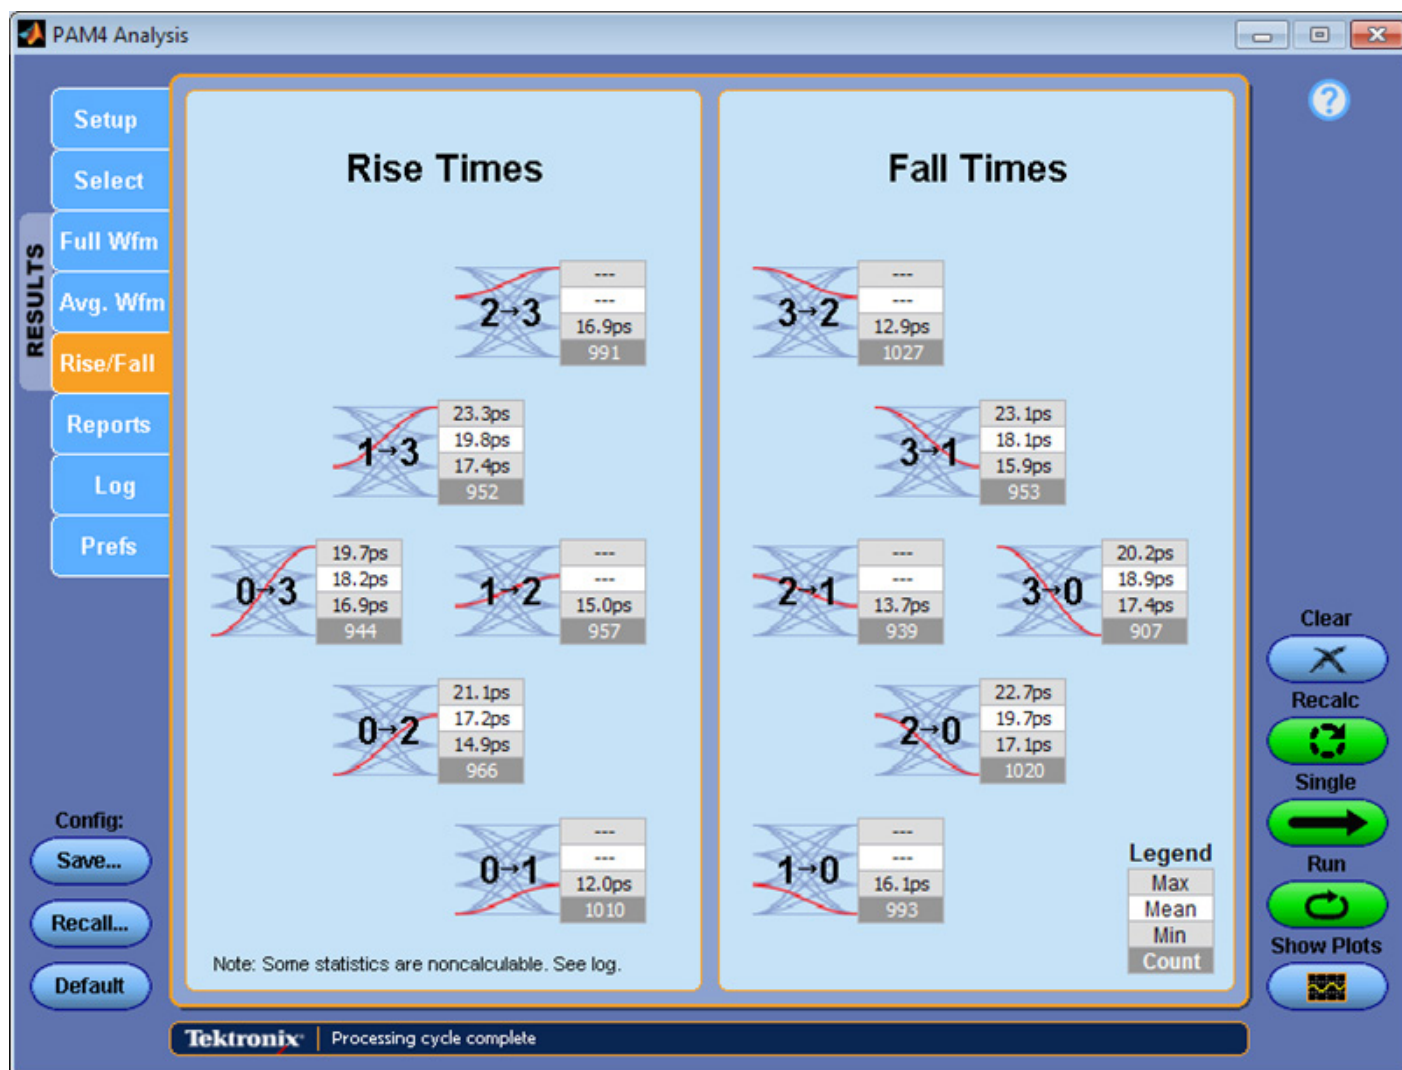 PAM4 Analysis
RESULTS
Setup
Select
Full Wfm
Avg. Wfm
Rise/Fall
Reports
Log
Prefs
Config:
Save...
Recall...
Default
Rise Times
2→3
---
---
16.9ps
991
1→3
23.3ps
19.8ps
17.4ps
952
0→3
19.7ps
18.2ps
16.9ps
944
1→2
---
---
15.0ps
957
0→2
21.1ps
17.2ps
14.9ps
966
0→1
---
---
12.0ps
1010
Note: Some statistics are noncalculable. See log.
Fall Times
3→2
---
---
12.9ps
1027
3→1
23.1ps
18.1ps
15.9ps
953
2→1
---
---
13.7ps
939
3→0
20.2ps
18.9ps
17.4ps
907
2→0
22.7ps
19.7ps
17.1ps
1020
1→0
---
---
16.1ps
993
Legend
Max
Mean
Min
Count
?
Clear
Recalc
Single
Run
Show Plots
Tektronix
Processing cycle complete